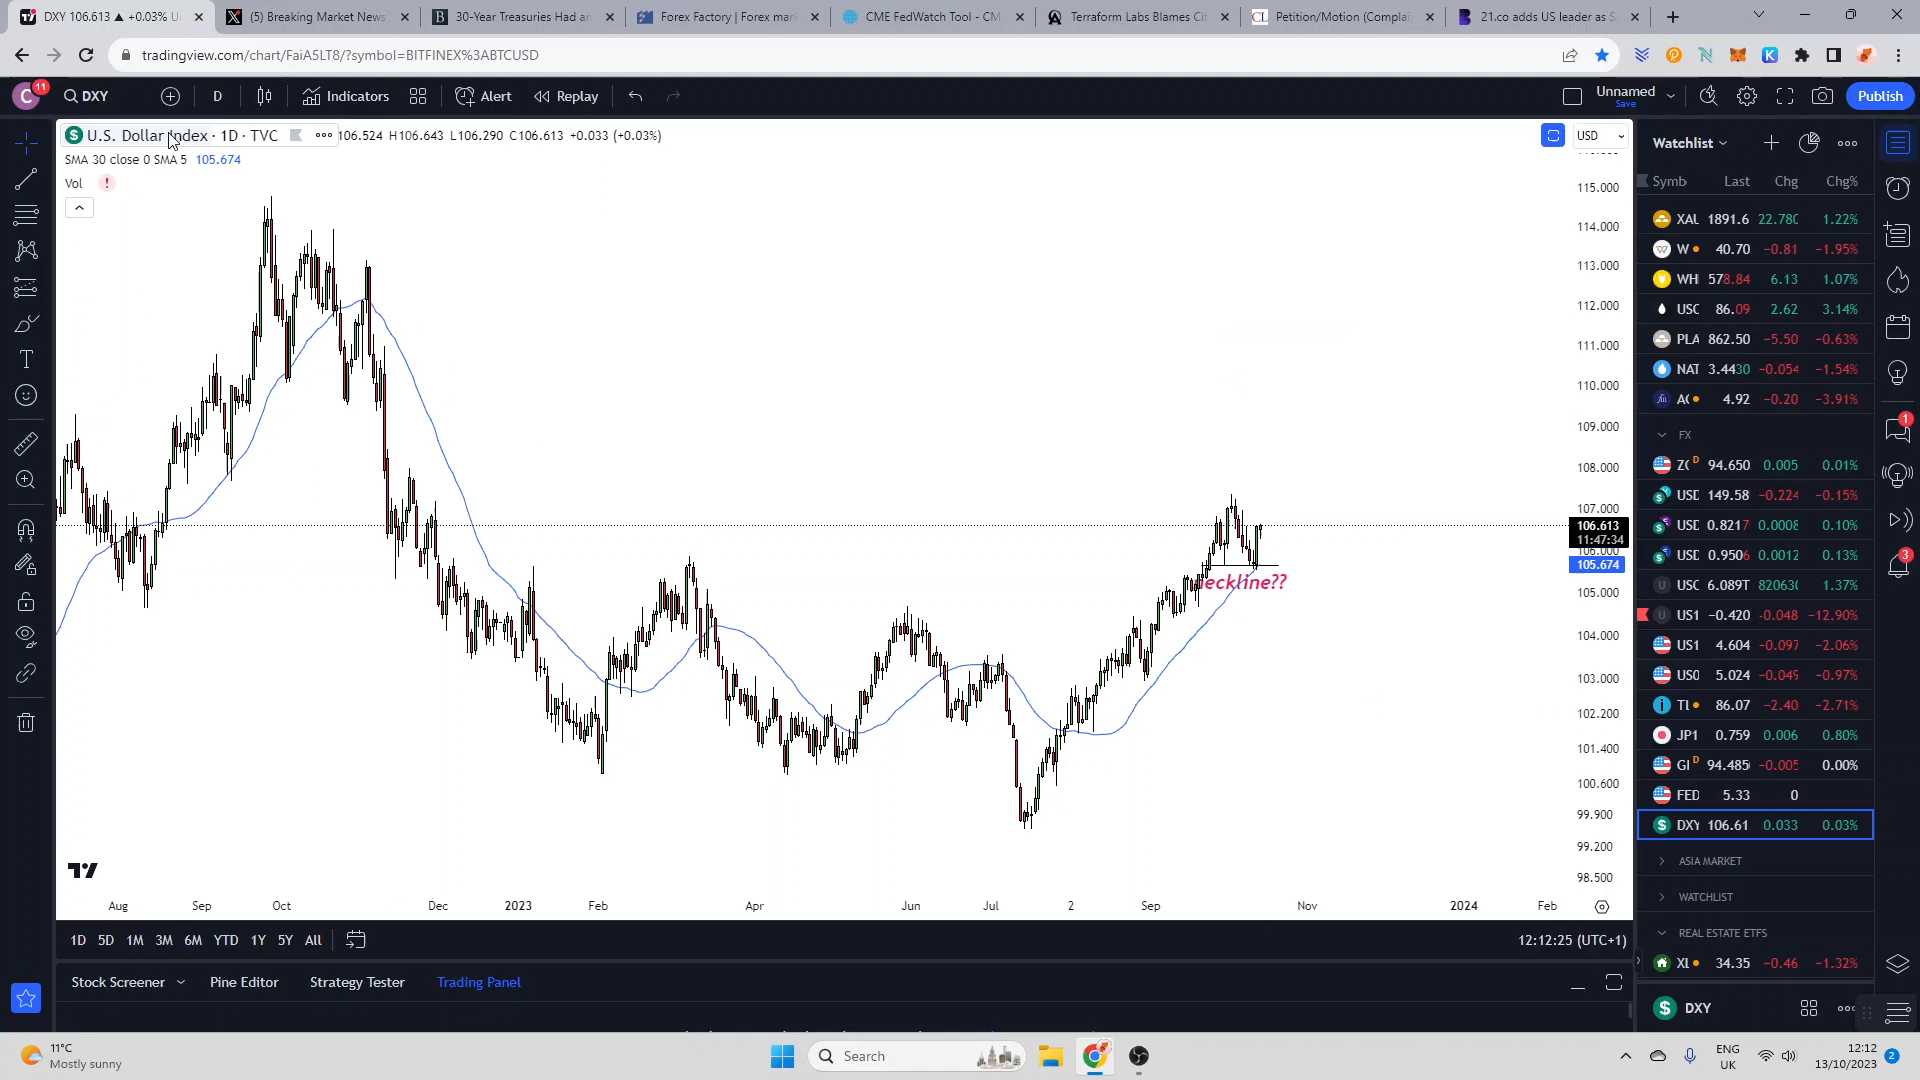 DXY 106.613 ▲ +0.03% U
(5) Breaking Market News
30-Year Treasuries Had an
Forex Factory | Forex mar
CME FedWatch Tool - CM
Terraform Labs Blames Cit
Petition/Motion (Complai
21.co adds US leader as S
tradingview.com/chart/FaiA5LT8/?symbol=BITFINEX%3ABTCUSD
C 11 DXY D Indicators Alert Replay Unnamed Save Publish
U.S. Dollar Index · 1D · TVC 106.524 H106.643 L106.290 C106.613 +0.033 (+0.03%)
SMA 30 close 0 SMA 5 105.674
Vol
USD
115.000
114.000
113.000
112.000
111.000
110.000
109.000
108.000
107.000
106.613
11:47:34
106.000
105.674
105.000
104.000
103.000
102.200
101.400
100.600
99.900
99.200
98.500
neckline??
Aug Sep Oct Dec 2023 Feb Apr Jun Jul 2 Sep Nov 2024 Feb
1D 5D 1M 3M 6M YTD 1Y 5Y All
12:12:25 (UTC+1)
Stock Screener Pine Editor Strategy Tester Trading Panel
Watchlist
Symb Last Chg Chg%
XAU 1891.6 22.780 1.22%
W 40.70 −0.81 −1.95%
WH 578.84 6.13 1.07%
USC 86.09 2.62 3.14%
PLA 862.50 −5.50 −0.63%
NAT 3.4430 −0.054 −1.54%
4.92 −0.20 −3.91%
FX
94.650 0.005 0.01%
USD 149.58 −0.224 −0.15%
USD 0.8217 0.0008 0.10%
USD 0.9506 0.0012 0.13%
USC 6.089T 820630 1.37%
US1 −0.420 −0.048 −12.90%
US1 4.604 −0.097 −2.06%
US0 5.024 −0.049 −0.97%
86.07 −2.40 −2.71%
JP1 0.759 0.006 0.80%
94.485 −0.005 0.00%
FED 5.33 0
DXY 106.61 0.033 0.03%
ASIA MARKET
WATCHLIST
REAL ESTATE ETFS
34.35 −0.46 −1.32%
DXY
1
3
11°C
Mostly sunny
Search
ENG
UK
12:12
13/10/2023
2